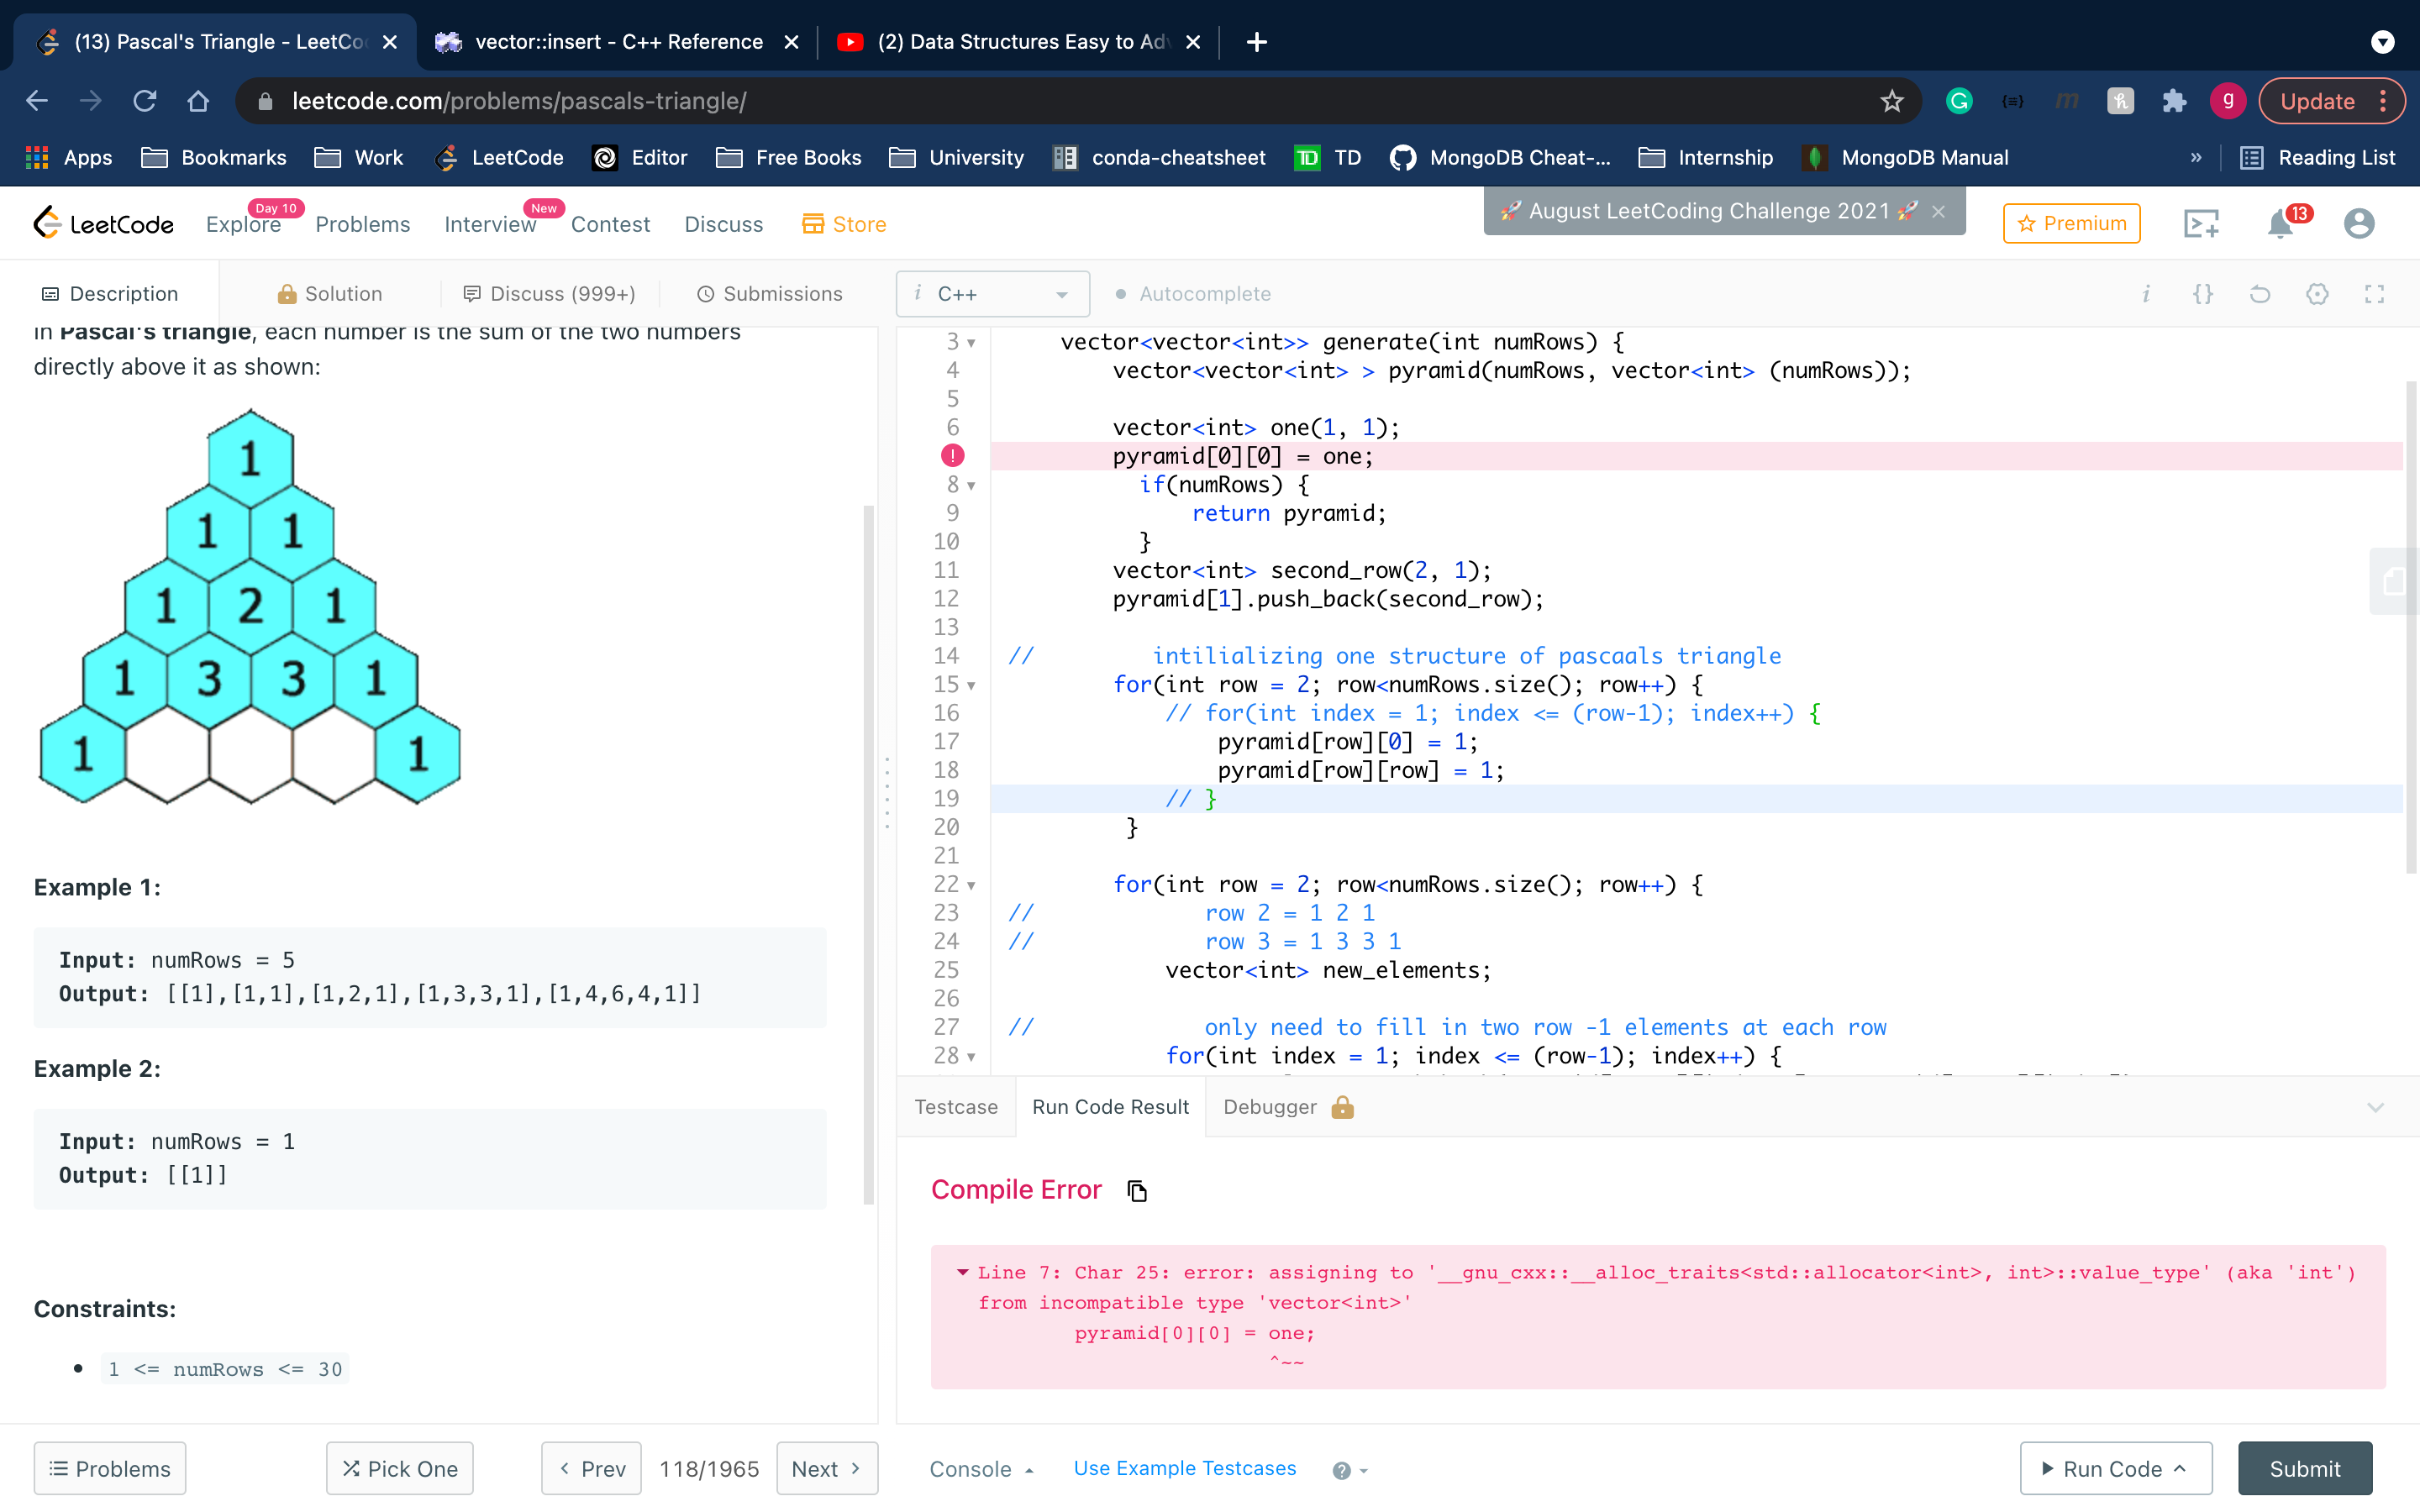 (13) Pascal's Triangle - LeetCo
vector::insert - C++ Reference
(2) Data Structures Easy to Ad
leetcode.com/problems/pascals-triangle/
g
Update
Apps
Bookmarks
Work
LeetCode
Editor
Free Books
University
conda-cheatsheet
TD
TD
MongoDB Cheat-...
Internship
MongoDB Manual
»
Reading List
LeetCode
Explore
Day 10
Problems
Interview
New
Contest
Discuss
Store
🚀 August LeetCoding Challenge 2021 🚀
Premium
13
Description
Solution
Discuss (999+)
Submissions
i C++
Autocomplete
In Pascal's triangle, each number is the sum of the two numbers
directly above it as shown:
1
1 1
1 2 1
1 3 3 1
1 1
Example 1:
Input: numRows = 5
Output: [[1],[1,1],[1,2,1],[1,3,3,1],[1,4,6,4,1]]
Example 2:
Input: numRows = 1
Output: [[1]]
Constraints:
1 <= numRows <= 30
3 vector<vector<int>> generate(int numRows) {
4 vector<vector<int> > pyramid(numRows, vector<int> (numRows));
5
6 vector<int> one(1, 1);
! pyramid[0][0] = one;
8 if(numRows) {
9 return pyramid;
10 }
11 vector<int> second_row(2, 1);
12 pyramid[1].push_back(second_row);
13
14 // intilializing one structure of pascaals triangle
15 for(int row = 2; row<numRows.size(); row++) {
16 // for(int index = 1; index <= (row-1); index++) {
17 pyramid[row][0] = 1;
18 pyramid[row][row] = 1;
19 // }
20 }
21
22 for(int row = 2; row<numRows.size(); row++) {
23 // row 2 = 1 2 1
24 // row 3 = 1 3 3 1
25 vector<int> new_elements;
26
27 // only need to fill in two row -1 elements at each row
28 for(int index = 1; index <= (row-1); index++) {
Testcase
Run Code Result
Debugger
Compile Error
Line 7: Char 25: error: assigning to '__gnu_cxx::__alloc_traits<std::allocator<int>, int>::value_type' (aka 'int')
from incompatible type 'vector<int>'
pyramid[0][0] = one;
^~~
Problems
Pick One
Prev
118/1965
Next
Console
Use Example Testcases
Run Code
Submit